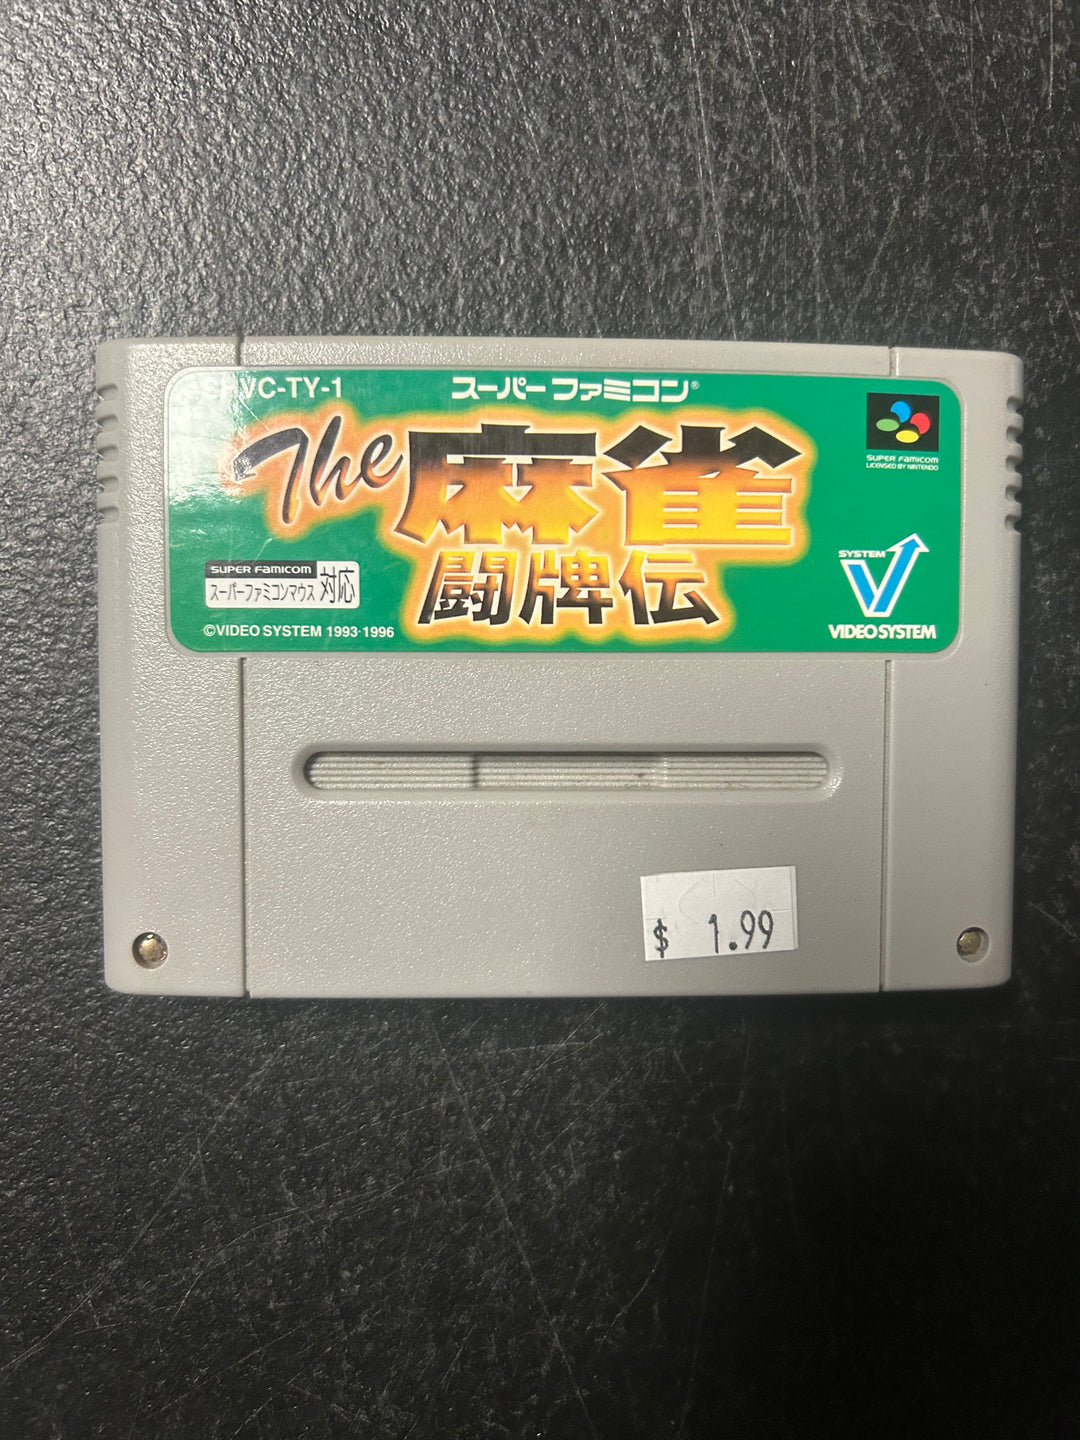 SHVC-TY-1
スーパーファミコン®
SUPER FAMICOM
LICENSED BY NINTENDO
The 麻雀
闘牌伝
SUPER FAMICOM
スーパーファミコンマウス 対応
SYSTEM
V
VIDEO SYSTEM
©VIDEO SYSTEM 1993·1996
$ 1.99